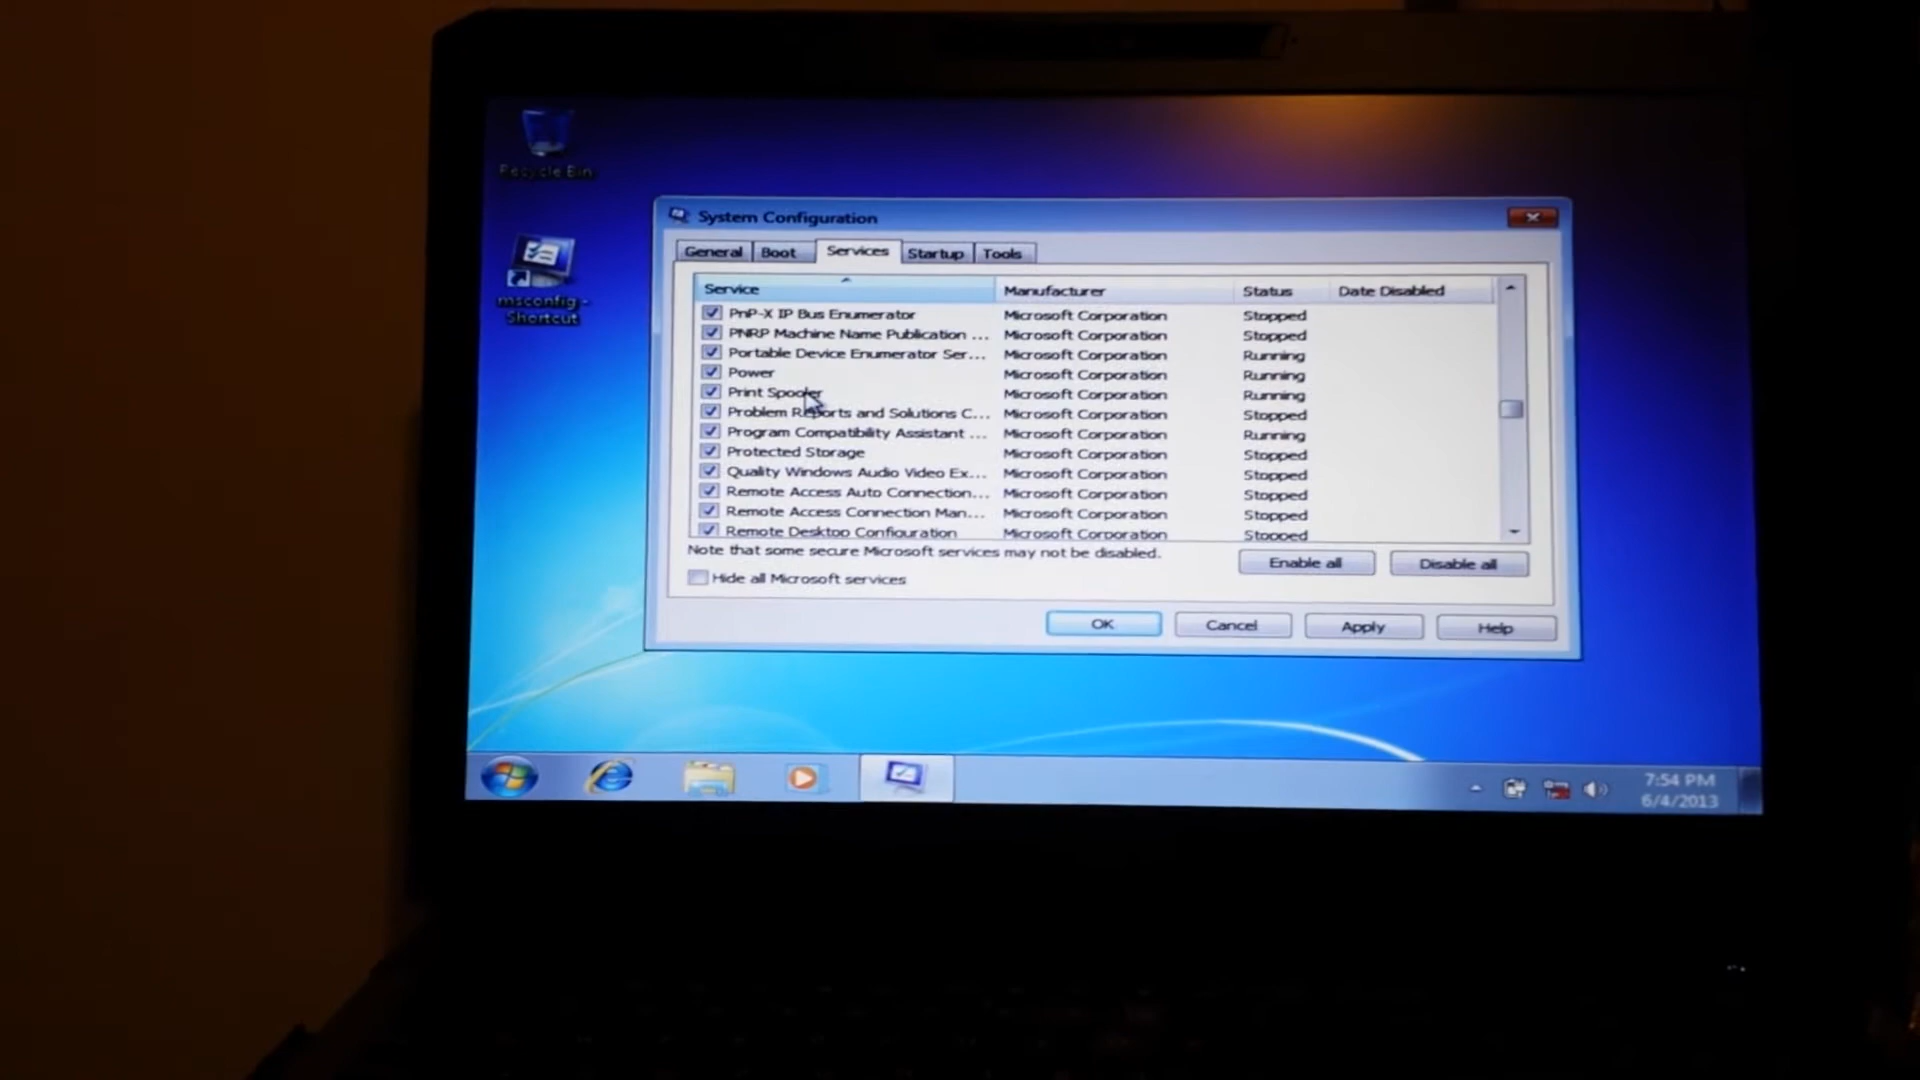 Recycle Bin
msconfig -
Shortcut
System Configuration
General Boot Services Startup Tools
Service Manufacturer Status Date Disabled
PnP-X IP Bus Enumerator Microsoft Corporation Stopped
PNRP Machine Name Publication ... Microsoft Corporation Stopped
Portable Device Enumerator Ser... Microsoft Corporation Running
Power Microsoft Corporation Running
Print Spooler Microsoft Corporation Running
Problem Reports and Solutions C... Microsoft Corporation Stopped
Program Compatibility Assistant ... Microsoft Corporation Running
Protected Storage Microsoft Corporation Stopped
Quality Windows Audio Video Ex... Microsoft Corporation Stopped
Remote Access Auto Connection... Microsoft Corporation Stopped
Remote Access Connection Man... Microsoft Corporation Stopped
Remote Desktop Configuration Microsoft Corporation Stopped
Note that some secure Microsoft services may not be disabled.
Enable all Disable all
Hide all Microsoft services
OK Cancel Apply Help
7:54 PM
6/4/2013